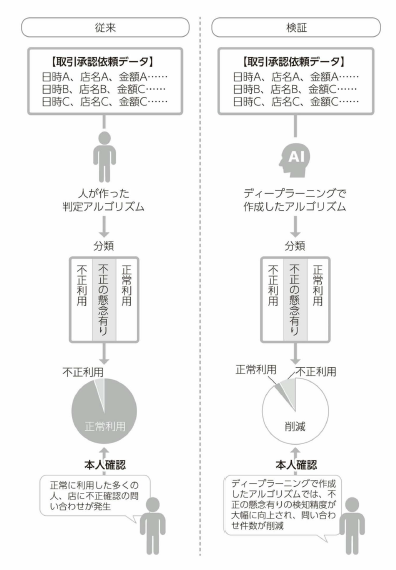 従来
【取引承認依頼データ】
日時A、店名A、金額A……
日時B、店名B、金額C……
日時C、店名C、金額C……
人が作った
判定アルゴリズム
分類
不正利用
不正の懸念有り
正常利用
不正利用
正常利用
本人確認
正常に利用した多くの
人、店に不正確認の問
い合わせが発生
検証
【取引承認依頼データ】
日時A、店名A、金額A……
日時B、店名B、金額C……
日時C、店名C、金額C……
AI
ディープラーニングで
作成したアルゴリズム
分類
不正利用
不正の懸念有り
正常利用
正常利用
不正利用
削減
本人確認
ディープラーニングで作成
したアルゴリズムでは、不
正の懸念有りの検知精度が
大幅に向上され、問い合わ
せ件数が削減